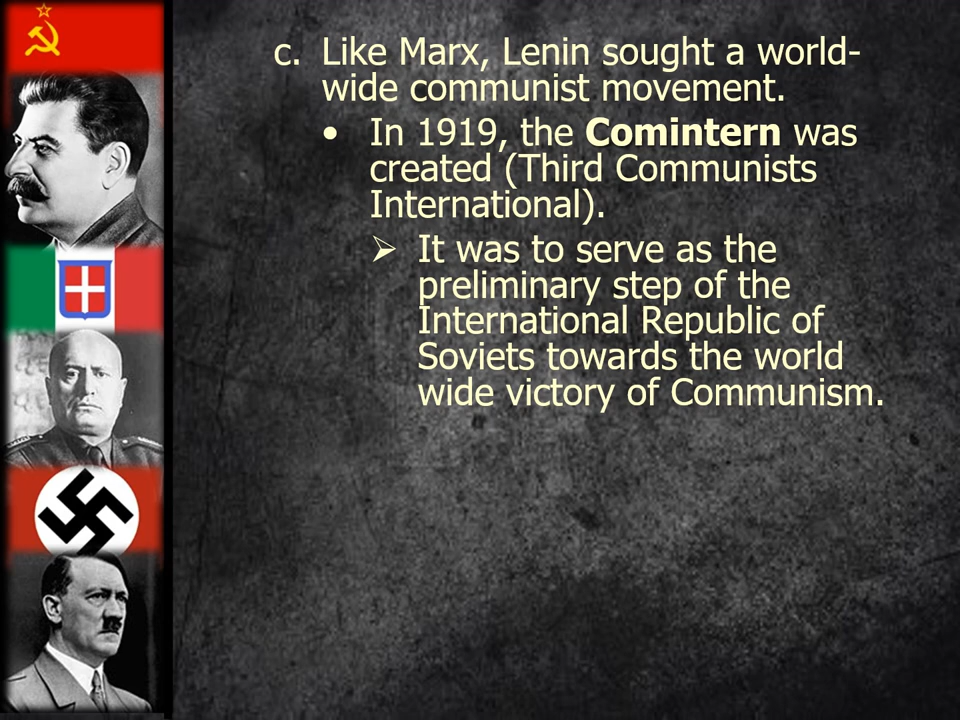 c. Like Marx, Lenin sought a world-
wide communist movement.
• In 1919, the Comintern was
created (Third Communists
International).
➢ It was to serve as the
preliminary step of the
International Republic of
Soviets towards the world
wide victory of Communism.